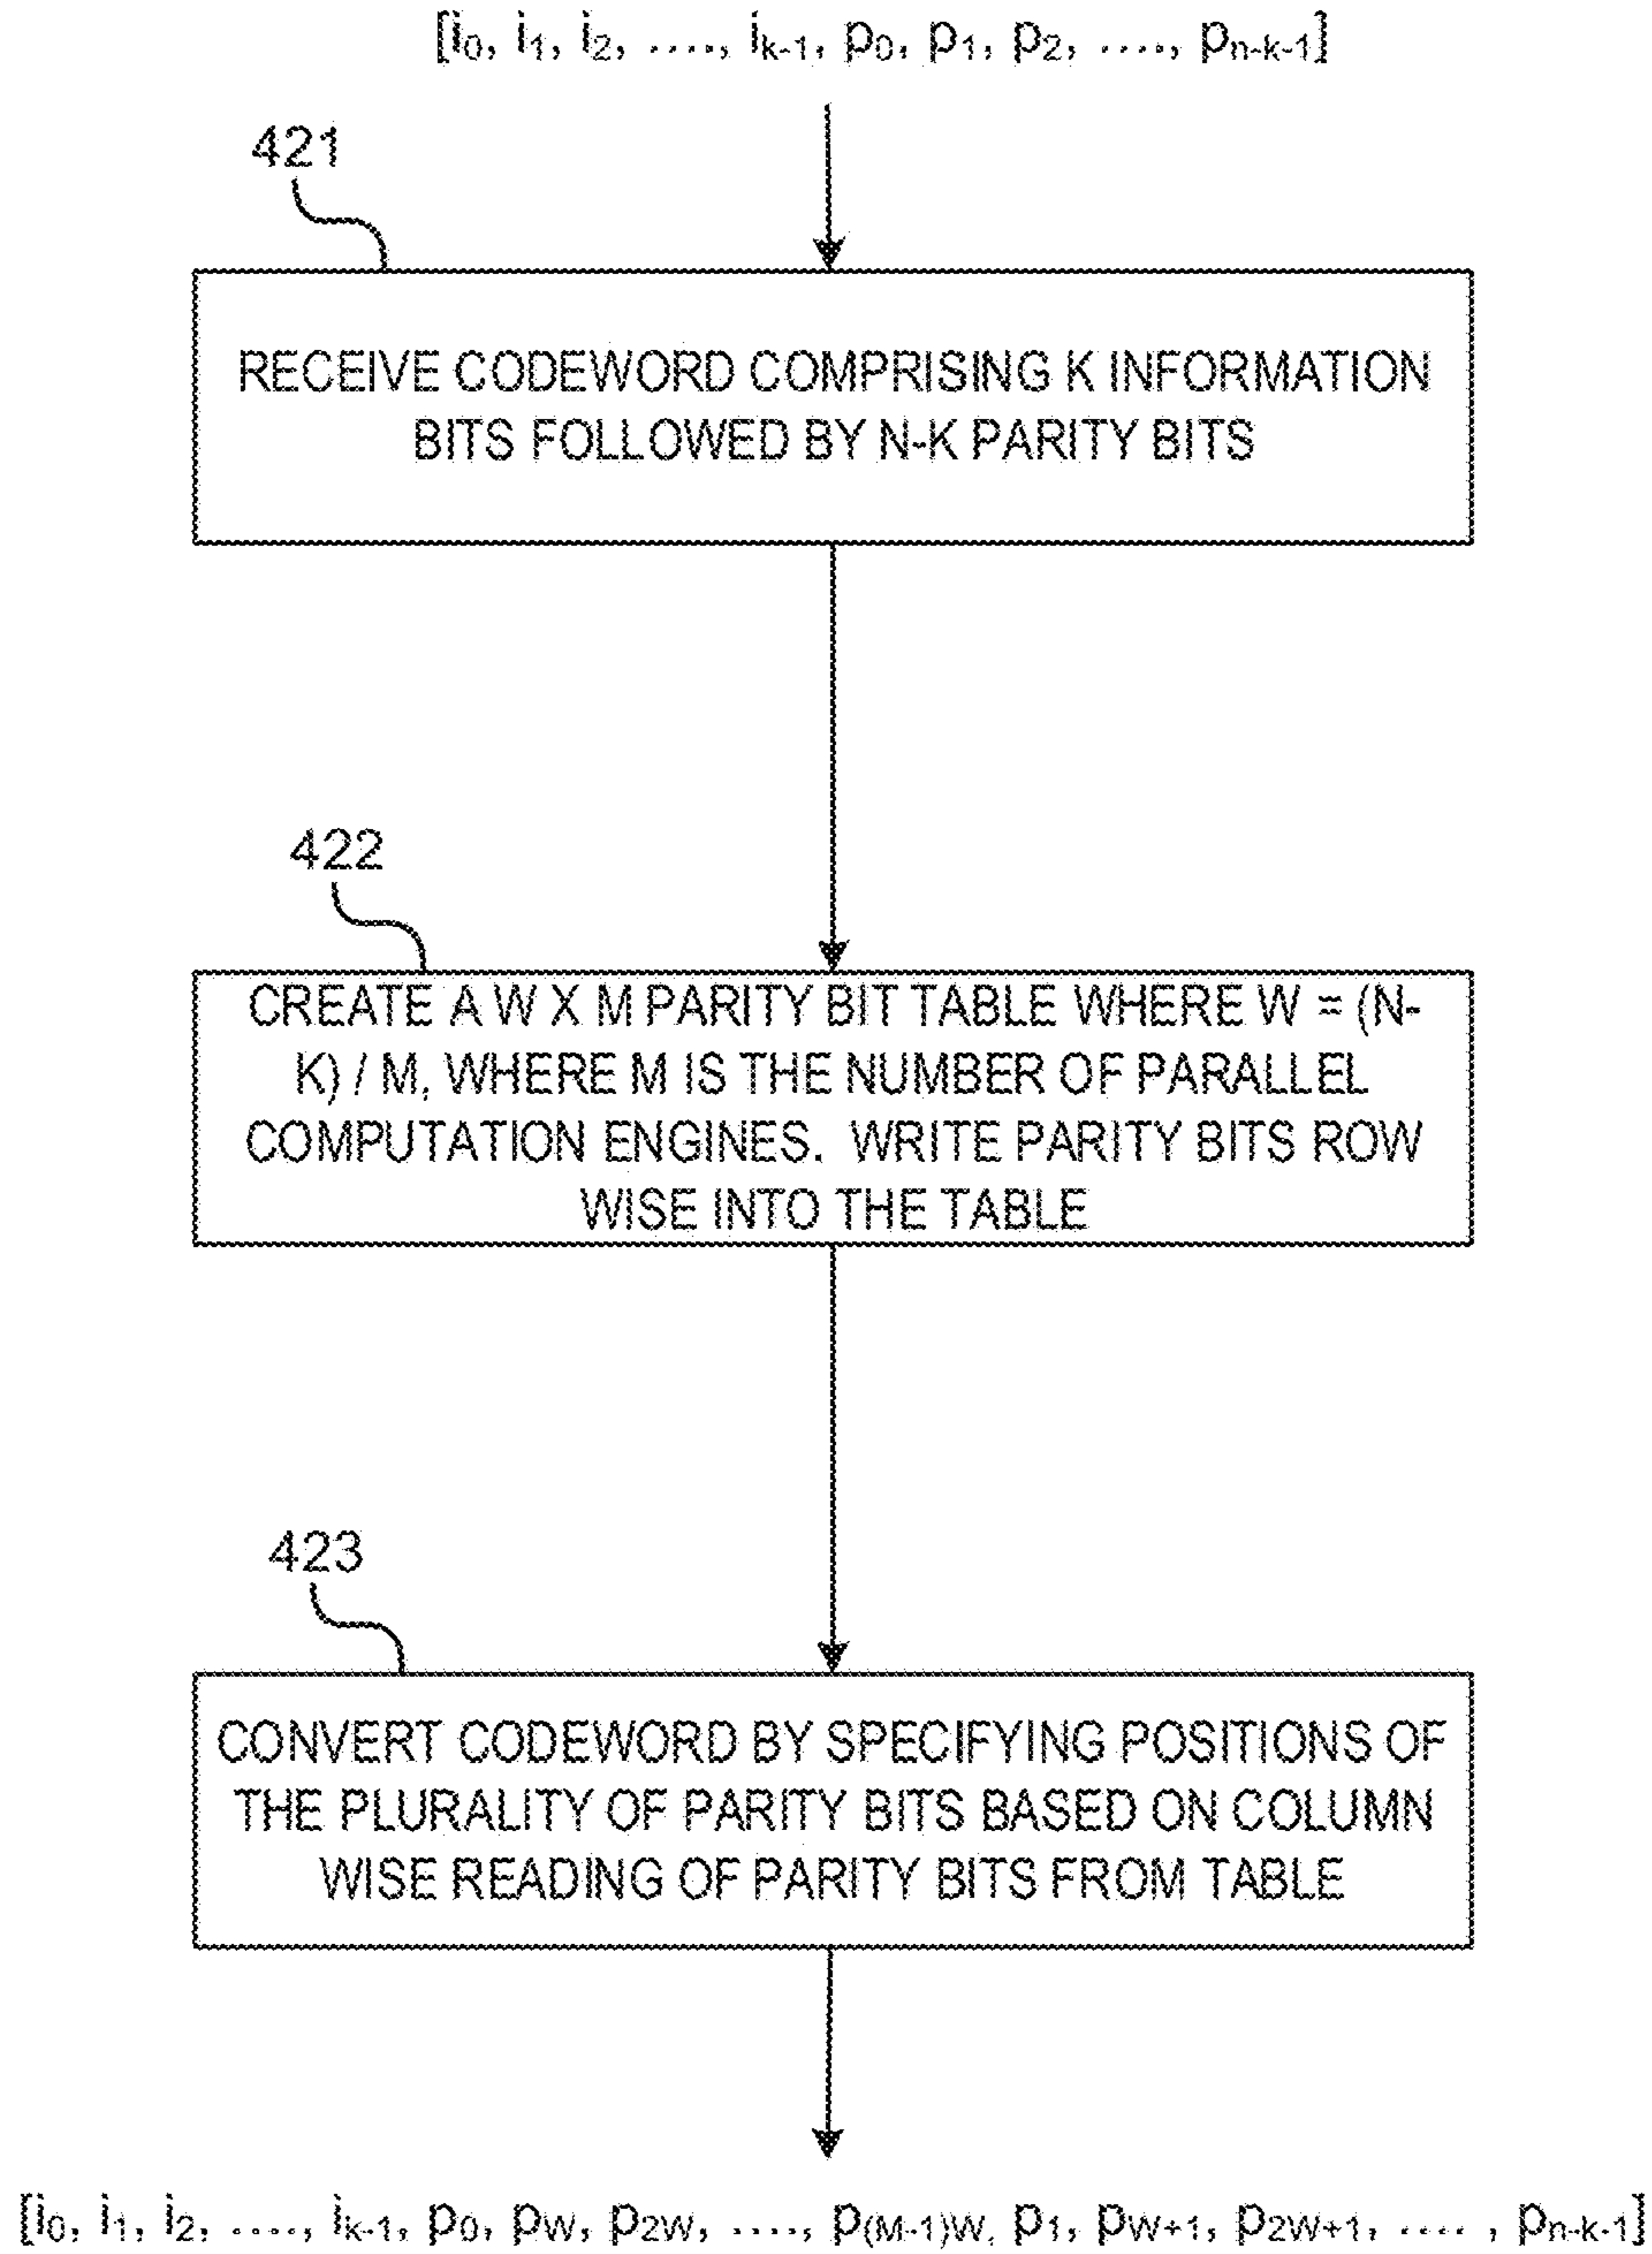 [i0, i1, i2, ...., ik-1, p0, p1, p2, ...., pn-k-1]
421
RECEIVE CODEWORD COMPRISING K INFORMATION
BITS FOLLOWED BY N-K PARITY BITS
422
CREATE A W X M PARITY BIT TABLE WHERE W = (N-
K) / M, WHERE M IS THE NUMBER OF PARALLEL
COMPUTATION ENGINES. WRITE PARITY BITS ROW
WISE INTO THE TABLE
423
CONVERT CODEWORD BY SPECIFYING POSITIONS OF
THE PLURALITY OF PARITY BITS BASED ON COLUMN
WISE READING OF PARITY BITS FROM TABLE
[i0, i1, i2, ...., ik-1, p0, pW, p2W, ...., p(M-1)W, p1, pW+1, p2W+1, .... , pn-k-1]